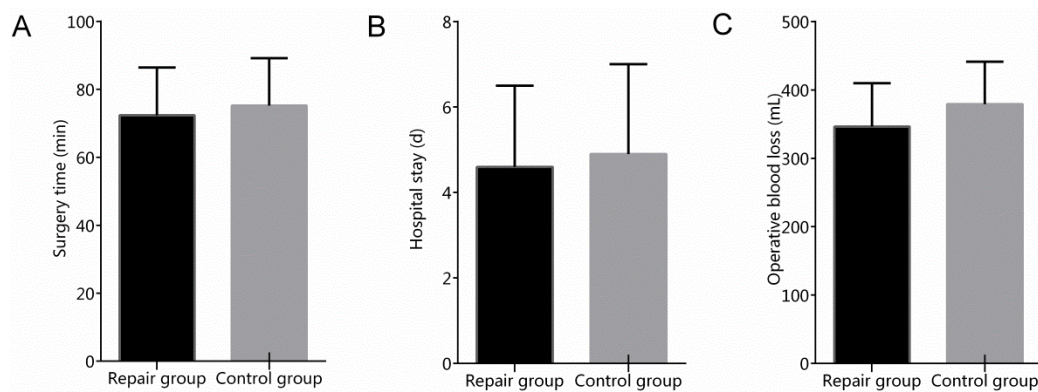 A
Surgery time (min)
100
80
60
40
20
0
Repair group Control group
B
Hospital stay (d)
8
6
4
2
0
Repair group Control group
C
Operative blood loss (mL)
500
400
300
200
100
0
Repair group Control group